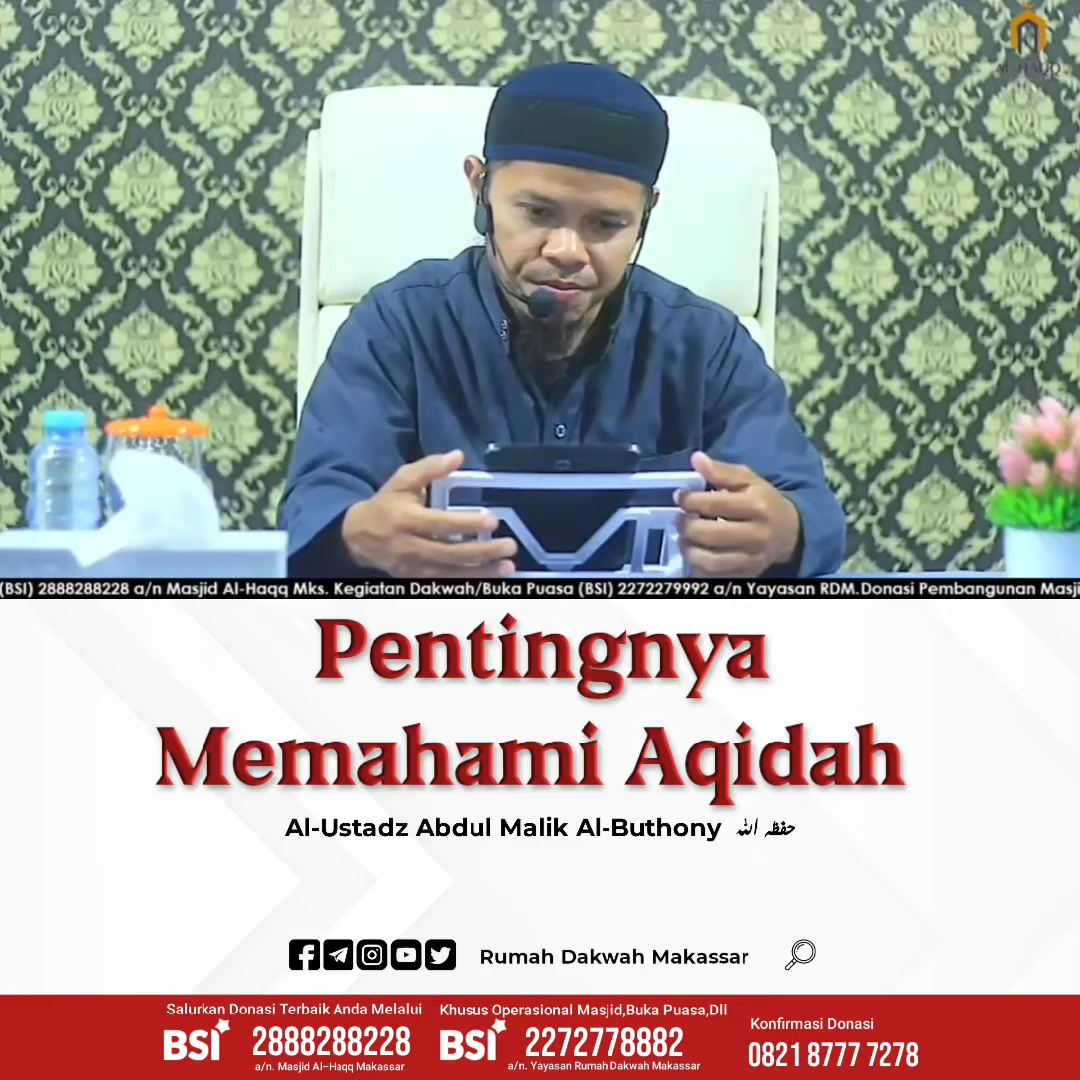 AL-HAQQ
(BSI) 2888288228 a/n Masjid Al-Haqq Mks. Kegiatan Dakwah/Buka Puasa (BSI) 2272279992 a/n Yayasan RDM.Donasi Pembangunan Masji
Pentingnya
Memahami Aqidah
Al-Ustadz Abdul Malik Al-Buthony حفظه الله
Rumah Dakwah Makassar
Salurkan Donasi Terbaik Anda Melalui
BSI 2888288228
a/n. Masjid Al-Haqq Makassar
Khusus Operasional Masjid,Buka Puasa,Dll
BSI 2272778882
a/n. Yayasan Rumah Dakwah Makassar
Konfirmasi Donasi
0821 8777 7278